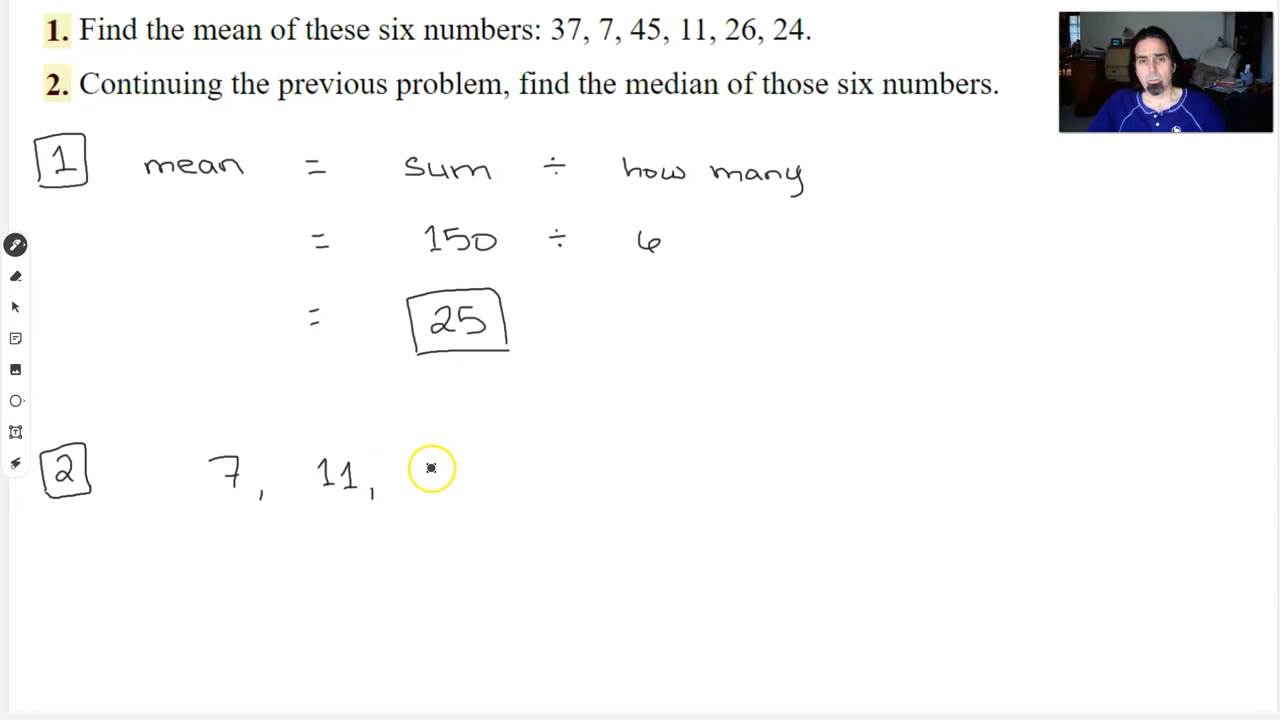 1. Find the mean of these six numbers: 37, 7, 45, 11, 26, 24.
2. Continuing the previous problem, find the median of those six numbers.
1 mean = sum ÷ how many
= 150 ÷ 6
= 25
2 7, 11,